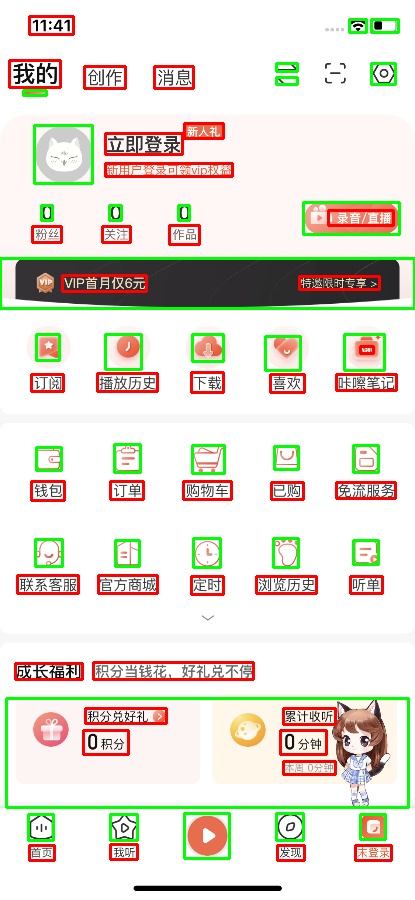 11:41
我的 创作 消息
立即登录 新人礼
新用户登录可领vip权益
0 0 0
粉丝 关注 作品
录音/直播
VIP VIP首月仅6元 特邀限时专享 >
订阅 播放历史 下载 喜欢 咔嚓笔记
钱包 订单 购物车 已购 免流服务
联系客服 官方商城 定时 浏览历史 听单
成长福利 积分当钱花，好礼兑不停
积分兑好礼 累计收听
0 积分 0 分钟
本周 0分钟
首页 我听 发现 未登录